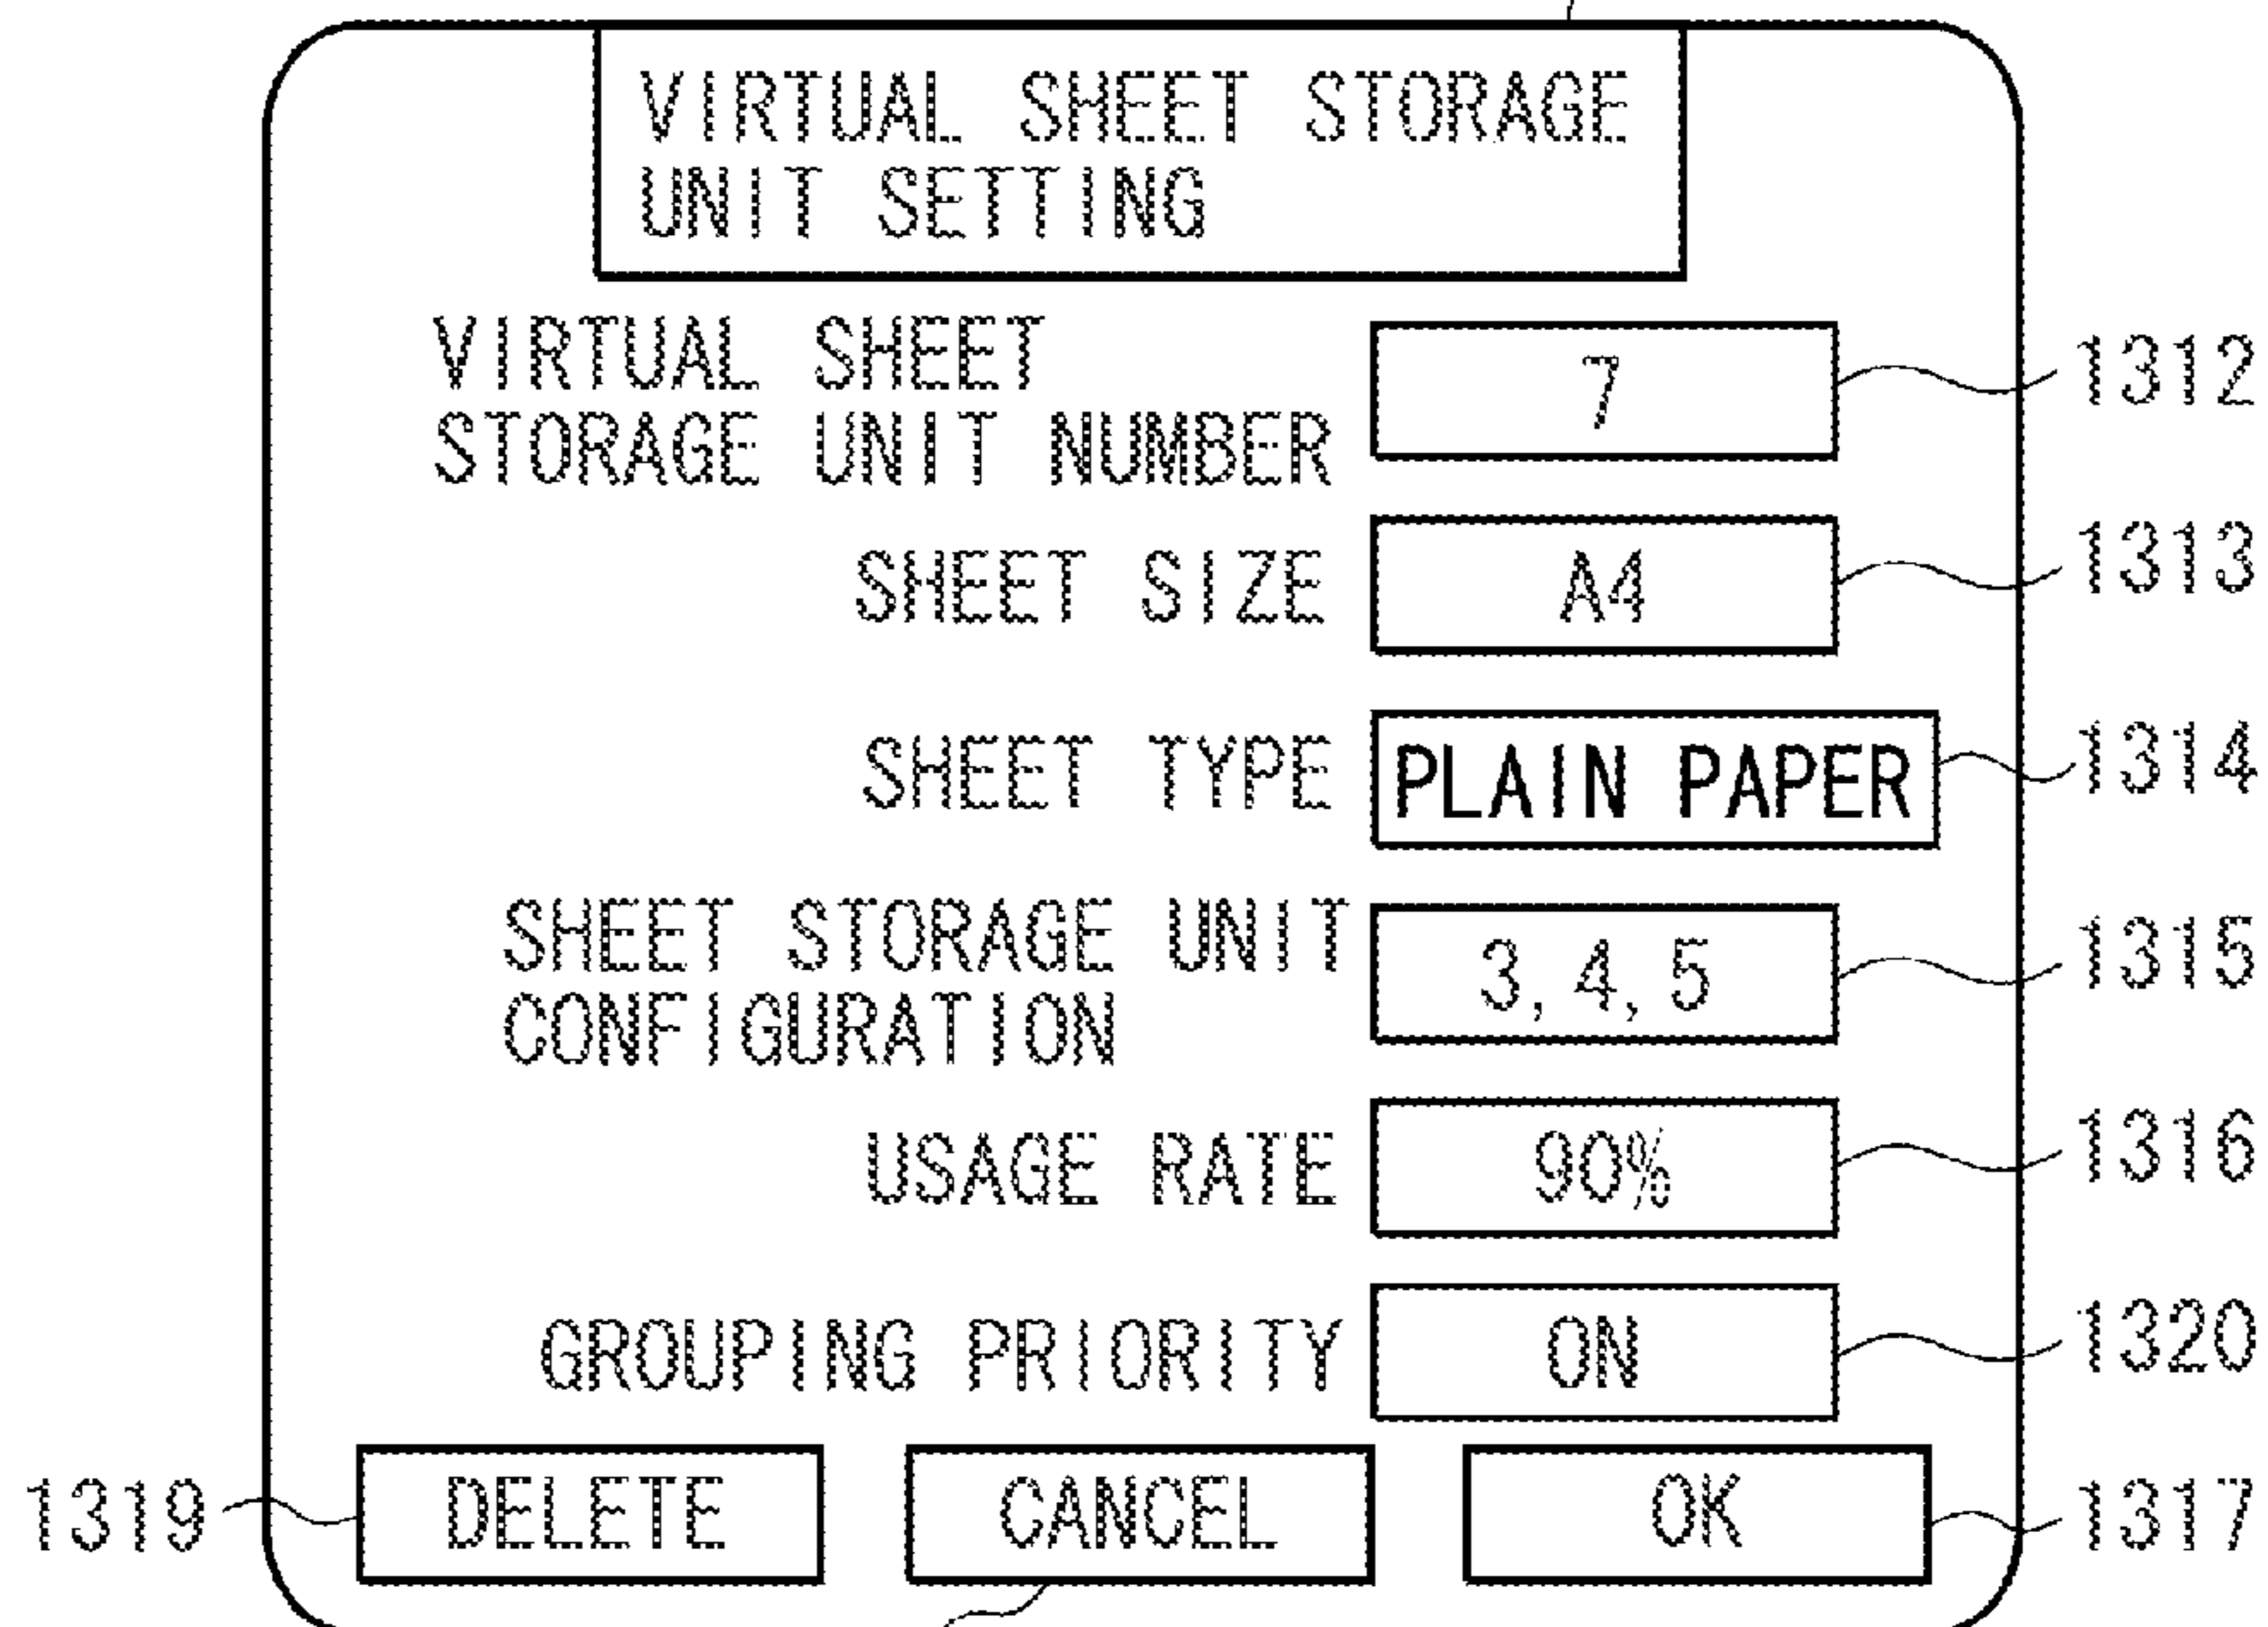 VIRTUAL SHEET STORAGE
UNIT SETTING
VIRTUAL SHEET
STORAGE UNIT NUMBER
7
1312
SHEET SIZE
A4
1313
SHEET TYPE
PLAIN PAPER
1314
SHEET STORAGE UNIT
CONFIGURATION
3, 4, 5
1315
USAGE RATE
90%
1316
GROUPING PRIORITY
ON
1320
1319
DELETE
CANCEL
OK
1317